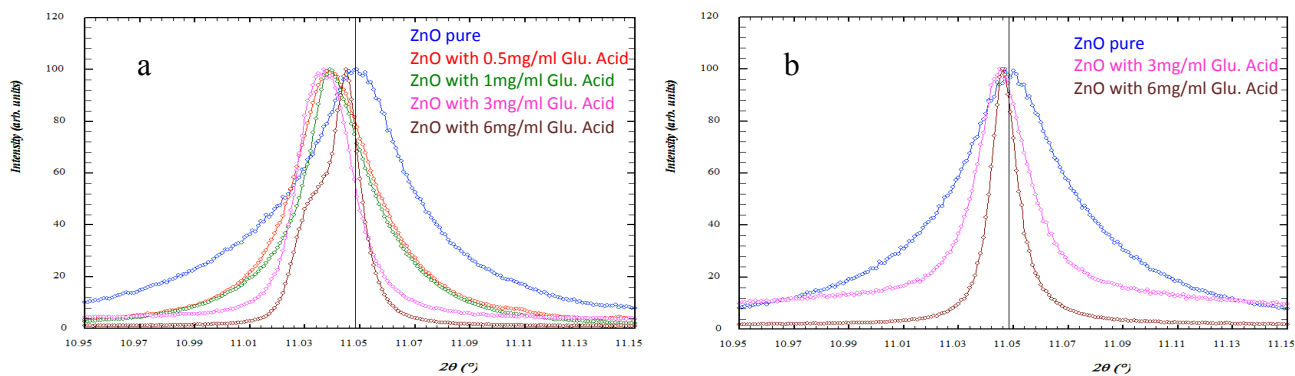 a
ZnO pure
ZnO with 0.5mg/ml Glu. Acid
ZnO with 1mg/ml Glu. Acid
ZnO with 3mg/ml Glu. Acid
ZnO with 6mg/ml Glu. Acid
Intensity (arb. units)
120
100
80
60
40
20
0
10.95 10.97 10.99 11.01 11.03 11.05 11.07 11.09 11.11 11.13 11.15
2θ (°)
b
ZnO pure
ZnO with 3mg/ml Glu. Acid
ZnO with 6mg/ml Glu. Acid
Intensity (arb. units)
120
100
80
60
40
20
0
10.95 10.97 10.99 11.01 11.03 11.05 11.07 11.09 11.11 11.13 11.15
2θ (°)